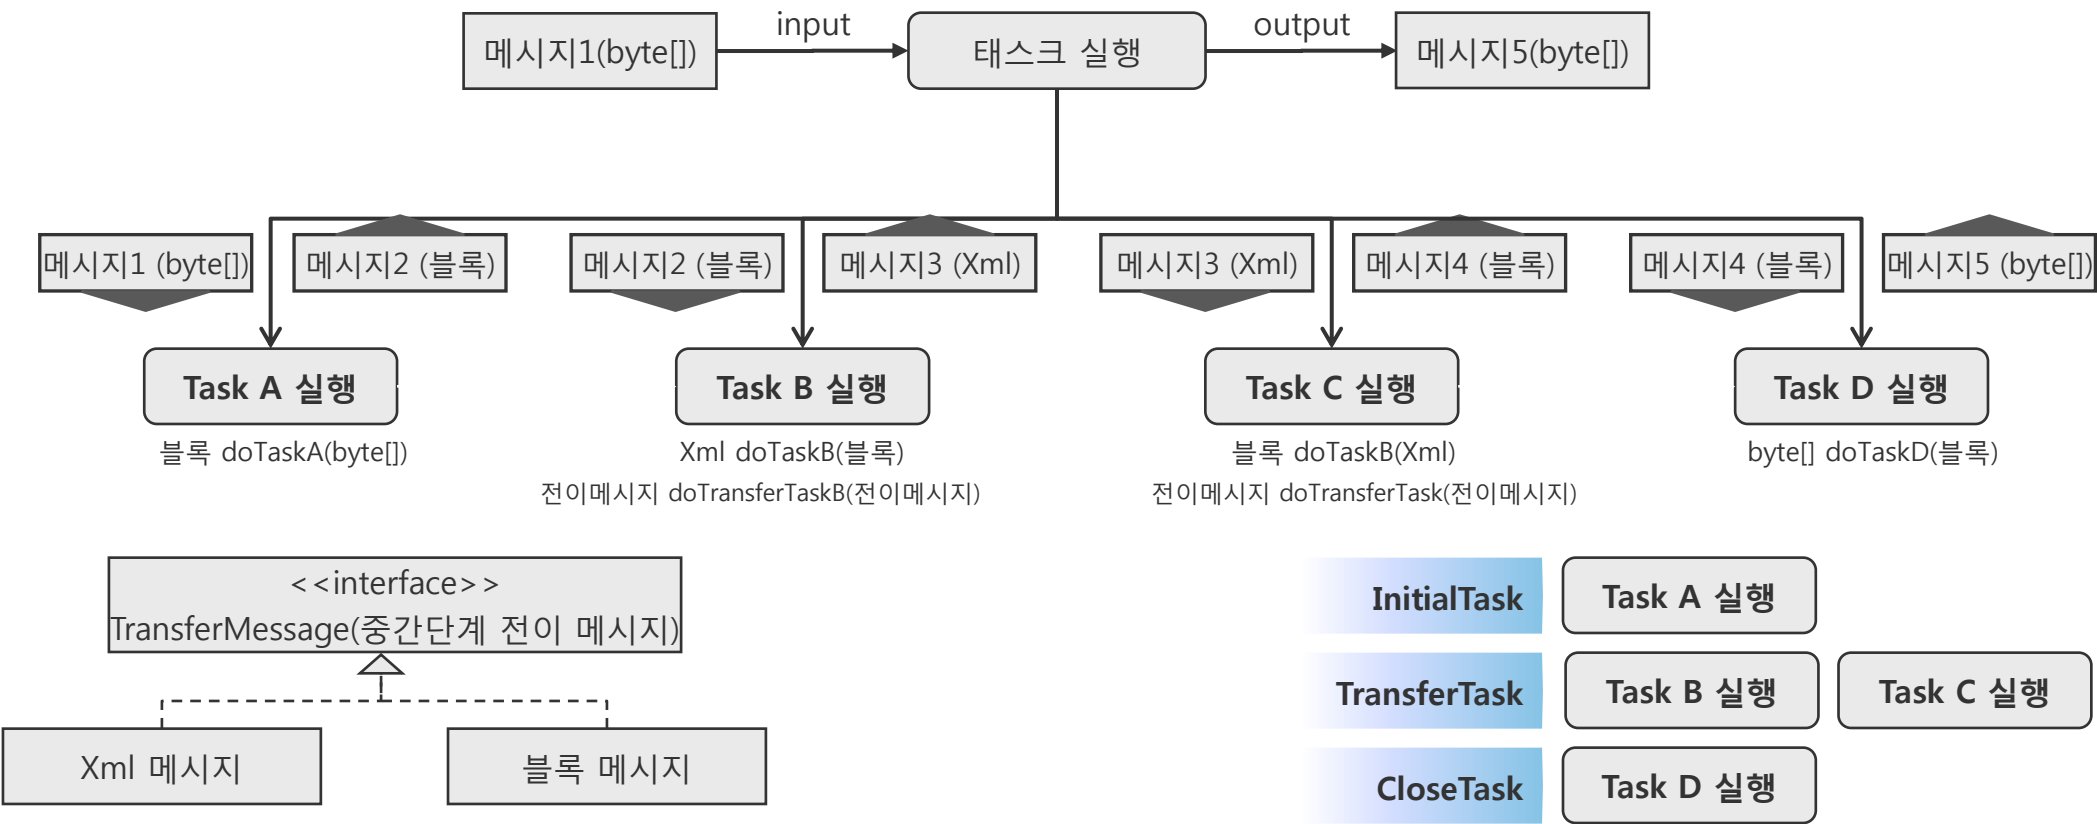 메시지1(byte[])
input
태스크 실행
output
메시지5(byte[])
메시지1 (byte[])
메시지2 (블록)
메시지2 (블록)
메시지3 (Xml)
메시지3 (Xml)
메시지4 (블록)
메시지4 (블록)
메시지5 (byte[])
Task A 실행
Task B 실행
Task C 실행
Task D 실행
블록 doTaskA(byte[])
Xml doTaskB(블록)
블록 doTaskB(Xml)
byte[] doTaskD(블록)
전이메시지 doTransferTaskB(전이메시지)
전이메시지 doTransferTask(전이메시지)
<<interface>>
TransferMessage(중간단계 전이 메시지)
Xml 메시지
블록 메시지
InitialTask
Task A 실행
TransferTask
Task B 실행
Task C 실행
CloseTask
Task D 실행